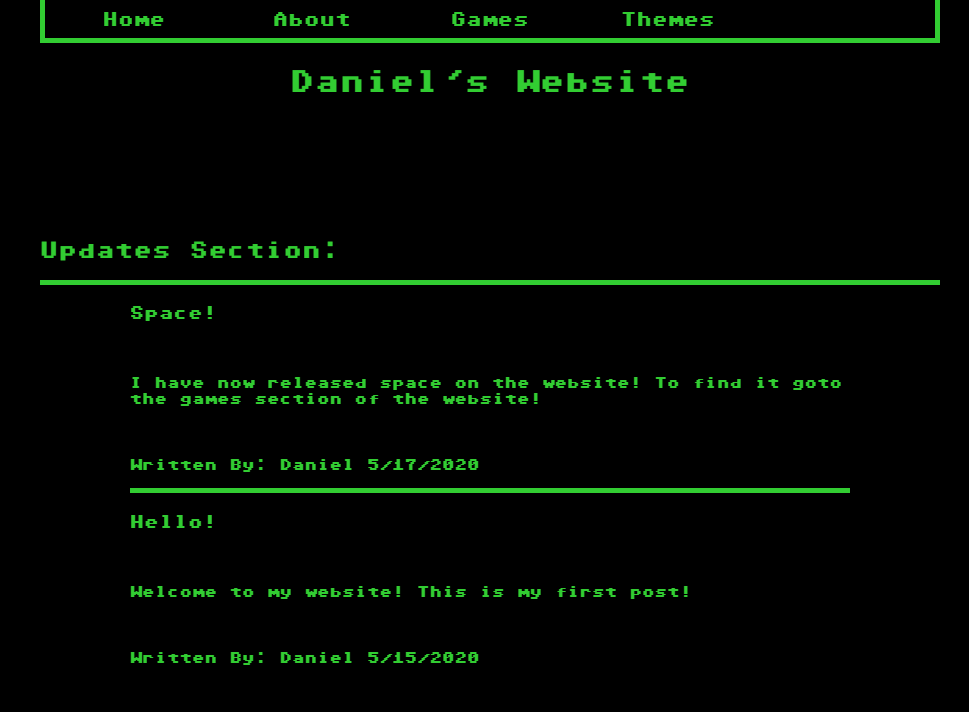 Home About Games Themes
Daniel's Website
Updates Section:
Space!
I have now released space on the website! To find it goto
the games section of the website!
Written By: Daniel 5/17/2020
Hello!
Welcome to my website! This is my first post!
Written By: Daniel 5/15/2020